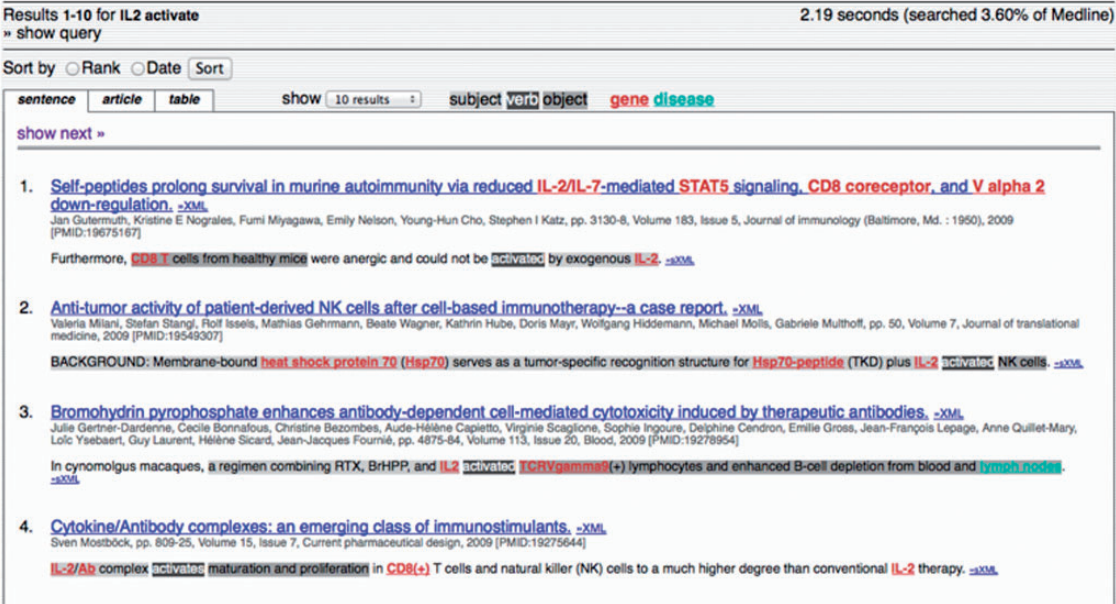 Results 1-10 for IL2 activate
2.19 seconds (searched 3.60% of Medline)
» show query
Sort by Rank Date Sort
sentence article table show 10 results subject verb object gene disease
show next »
1. Self-peptides prolong survival in murine autoimmunity via reduced IL-2/IL-7-mediated STAT5 signaling, CD8 coreceptor, and V alpha 2
down-regulation. »XML
Jan Gutermuth, Kristine E Nograles, Fumi Miyagawa, Emily Nelson, Young-Hun Cho, Stephen I Katz, pp. 3130-8, Volume 183, Issue 5, Journal of immunology (Baltimore, Md. : 1950), 2009
[PMID:19675167]
Furthermore, CD8 T cells from healthy mice were anergic and could not be activated by exogenous IL-2. »sXML
2. Anti-tumor activity of patient-derived NK cells after cell-based immunotherapy--a case report. »XML
Valeria Milani, Stefan Stangl, Rolf Issels, Mathias Gehrmann, Beate Wagner, Kathrin Hube, Doris Mayr, Wolfgang Hiddemann, Michael Molls, Gabriele Multhoff, pp. 50, Volume 7, Journal of translational
medicine, 2009 [PMID:19549307]
BACKGROUND: Membrane-bound heat shock protein 70 (Hsp70) serves as a tumor-specific recognition structure for Hsp70-peptide (TKD) plus IL-2 activated NK cells. »sXML
3. Bromohydrin pyrophosphate enhances antibody-dependent cell-mediated cytotoxicity induced by therapeutic antibodies. »XML
Julie Gertner-Dardenne, Cecile Bonnafous, Christine Bezombes, Aude-Hélène Capietto, Virginie Scaglione, Sophie Ingoure, Delphine Cendron, Emilie Gross, Jean-François Lepage, Anne Quillet-Mary,
Loïc Ysebaert, Guy Laurent, Hélène Sicard, Jean-Jacques Fournié, pp. 4875-84, Volume 113, Issue 20, Blood, 2009 [PMID:19278954]
In cynomolgus macaques, a regimen combining RTX, BrHPP, and IL2 activated TCRVgamma9(+) lymphocytes and enhanced B-cell depletion from blood and lymph nodes.
»sXML
4. Cytokine/Antibody complexes: an emerging class of immunostimulants. »XML
Sven Mostböck, pp. 809-25, Volume 15, Issue 7, Current pharmaceutical design, 2009 [PMID:19275644]
IL-2/Ab complex activates maturation and proliferation in CD8(+) T cells and natural killer (NK) cells to a much higher degree than conventional IL-2 therapy. »sXML